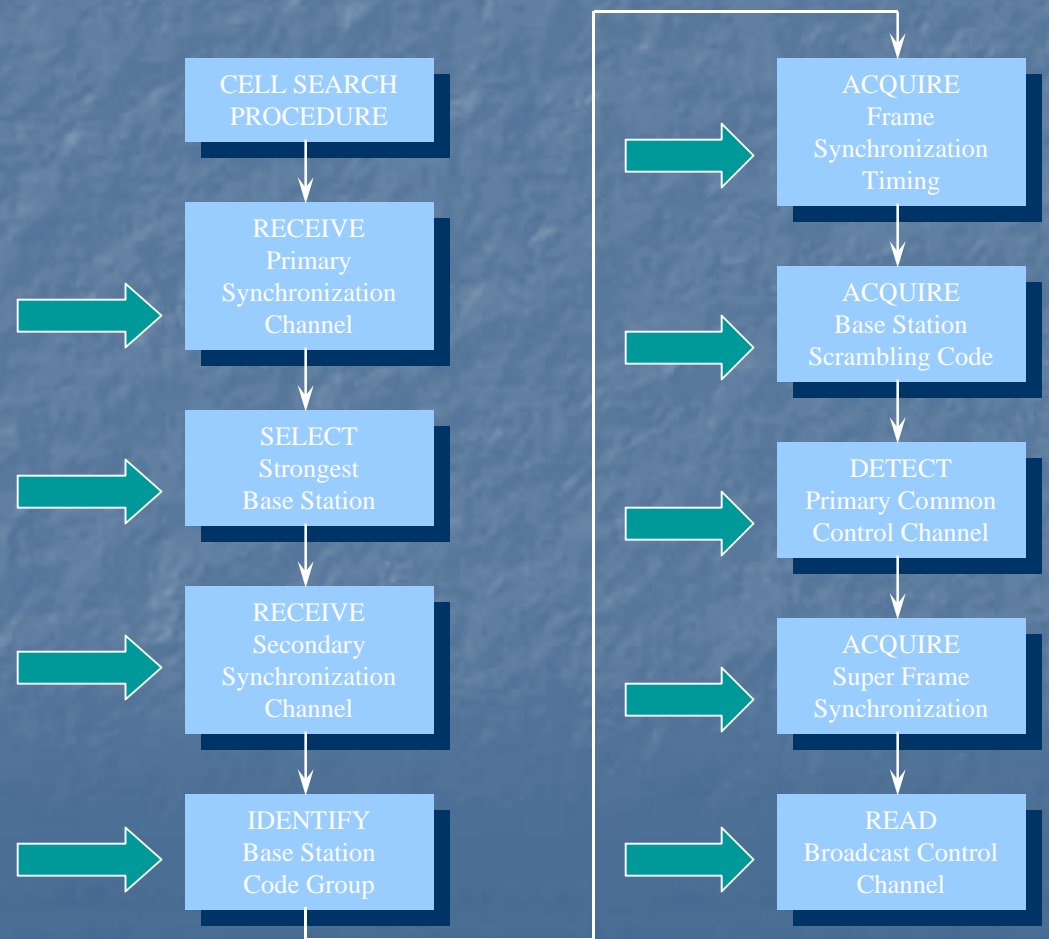 CELL SEARCH
PROCEDURE
RECEIVE
Primary
Synchronization
Channel
SELECT
Strongest
Base Station
RECEIVE
Secondary
Synchronization
Channel
IDENTIFY
Base Station
Code Group
ACQUIRE
Frame
Synchronization
Timing
ACQUIRE
Base Station
Scrambling Code
DETECT
Primary Common
Control Channel
ACQUIRE
Super Frame
Synchronization
READ
Broadcast Control
Channel